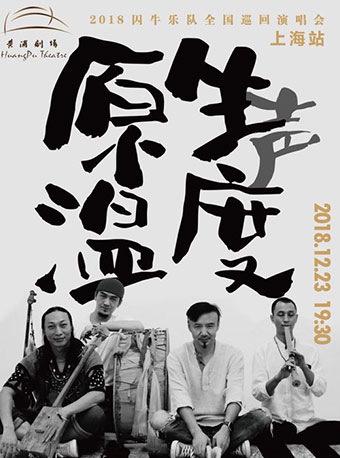 2018囚牛乐队全国巡回演唱会
上海站
黄浦剧场
HuangPu Theatre
原生
声
温度
2018.12.23 19:30